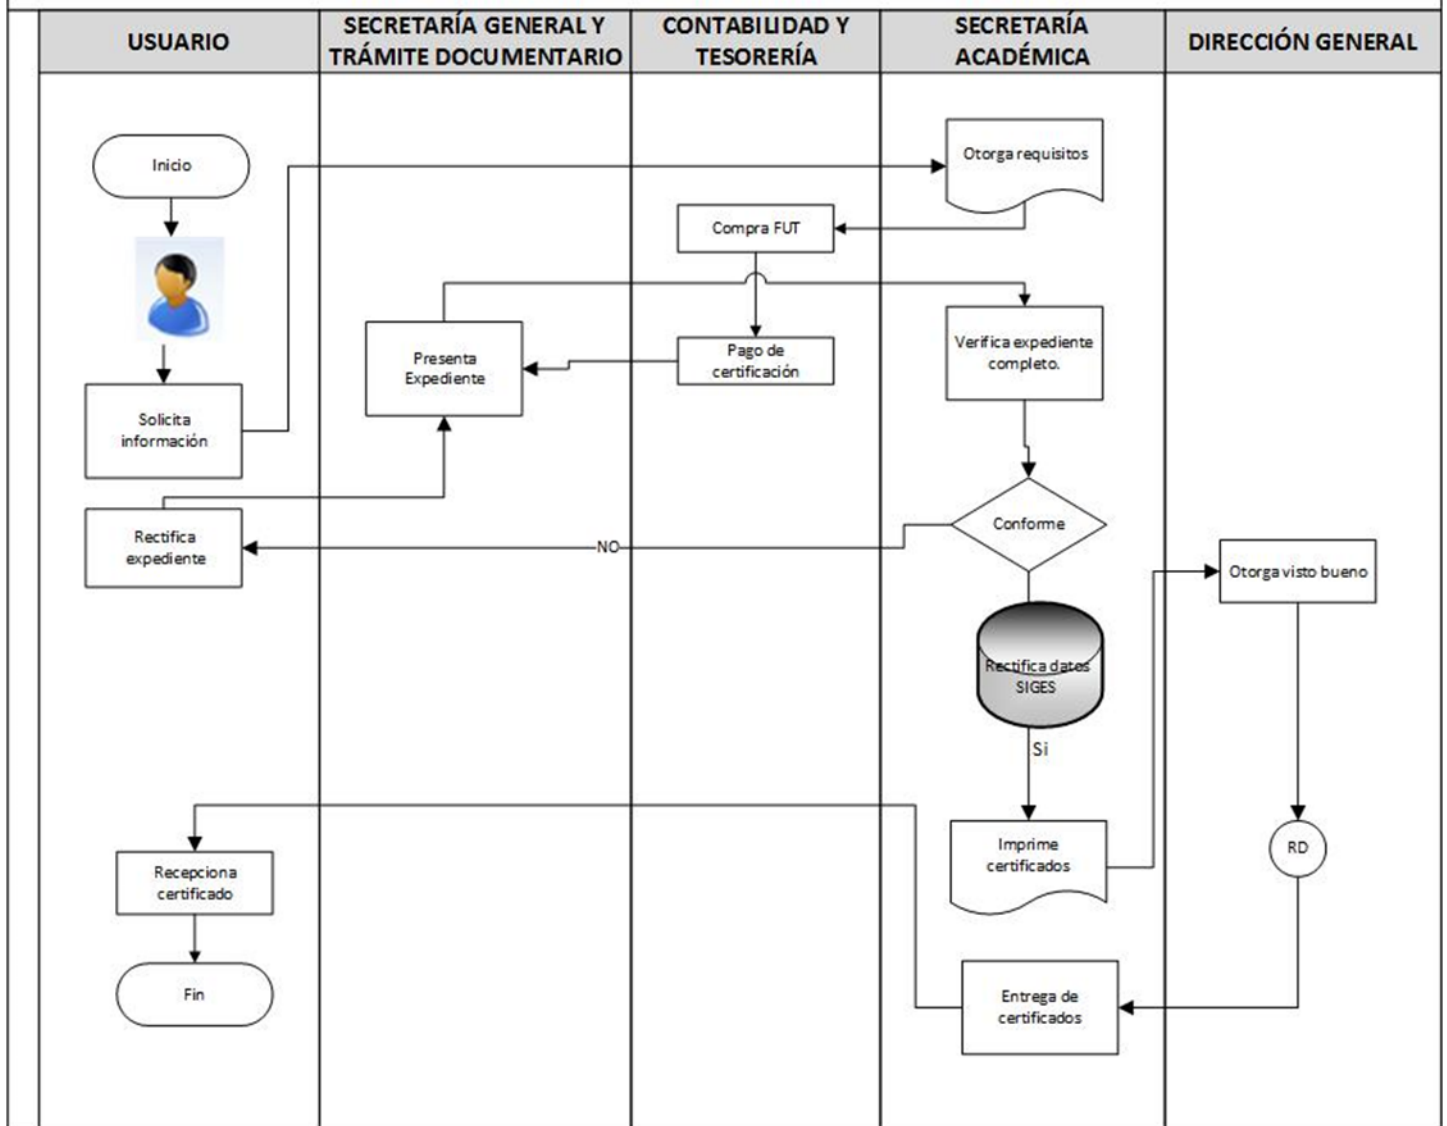 USUARIO
SECRETARÍA GENERAL Y
TRÁMITE DOCUMENTARIO
CONTABILIDAD Y
TESORERÍA
SECRETARÍA
ACADÉMICA
DIRECCIÓN GENERAL
Inicio
Otorga requisitos
Compra FUT
Presenta
Expediente
Pago de
certificación
Verifica expediente
completo.
Solicita
información
Rectifica
expediente
NO
Conforme
Otorga visto bueno
Rectifica datos
SIGES
Si
Imprime
certificados
RD
Recepciona
certificado
Fin
Entrega de
certificados